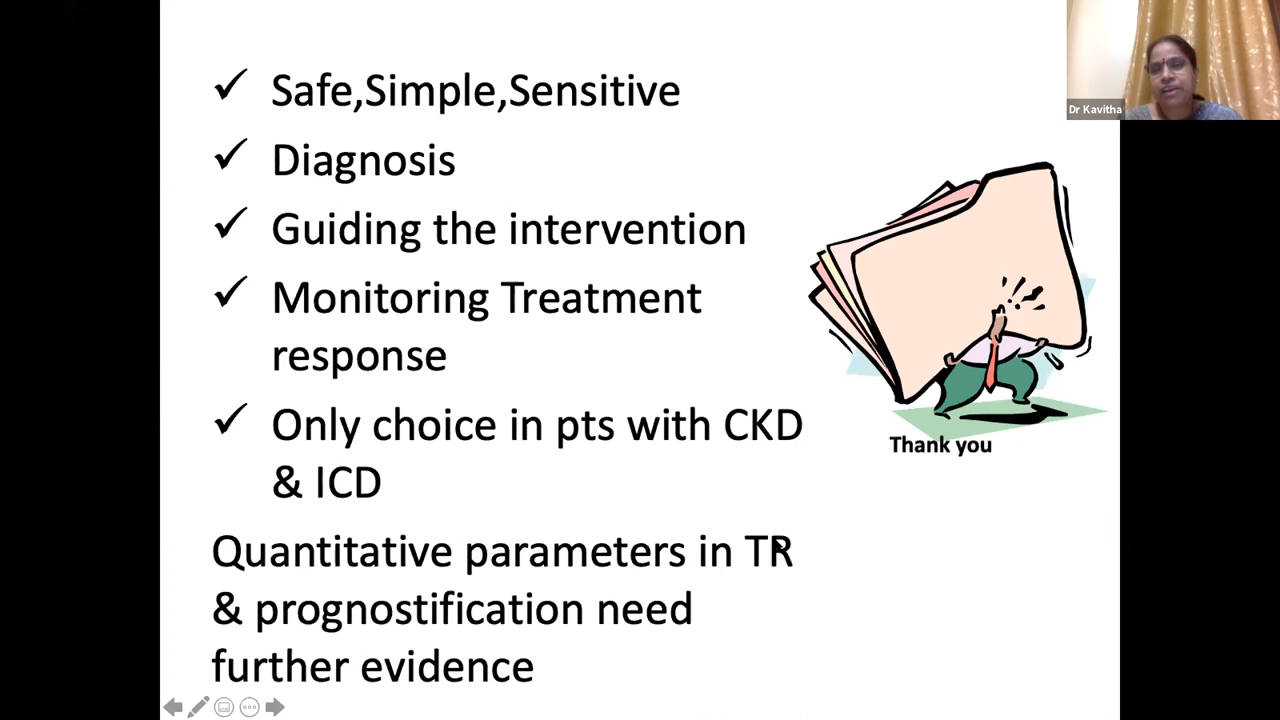 Safe,Simple,Sensitive
Diagnosis
Guiding the intervention
Monitoring Treatment
response
Only choice in pts with CKD
& ICD
Quantitative parameters in TR
& prognostification need
further evidence
Thank you
Dr Kavitha